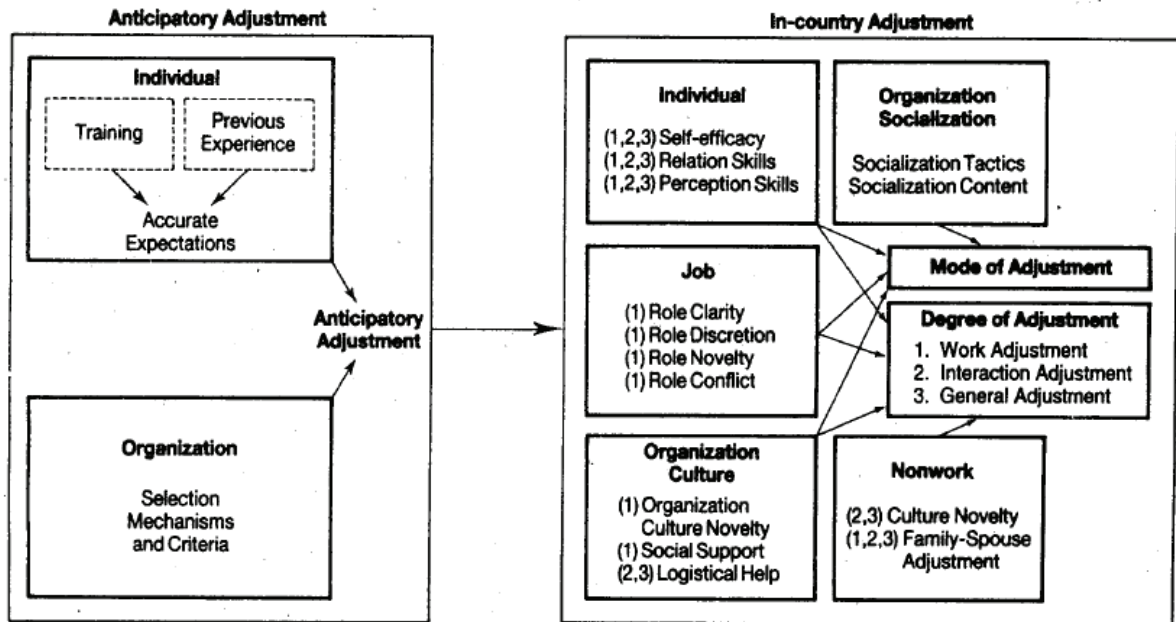 Anticipatory Adjustment
Individual
Training
Previous
Experience
Accurate
Expectations
Anticipatory
Adjustment
Organization
Selection
Mechanisms
and Criteria
In-country Adjustment
Individual
(1,2,3) Self-efficacy
(1,2,3) Relation Skills
(1,2,3) Perception Skills
Organization
Socialization
Socialization Tactics
Socialization Content
Mode of Adjustment
Job
(1) Role Clarity
(1) Role Discretion
(1) Role Novelty
(1) Role Conflict
Degree of Adjustment
1. Work Adjustment
2. Interaction Adjustment
3. General Adjustment
Organization
Culture
(1) Organization
Culture Novelty
(1) Social Support
(2,3) Logistical Help
Nonwork
(2,3) Culture Novelty
(1,2,3) Family-Spouse
Adjustment